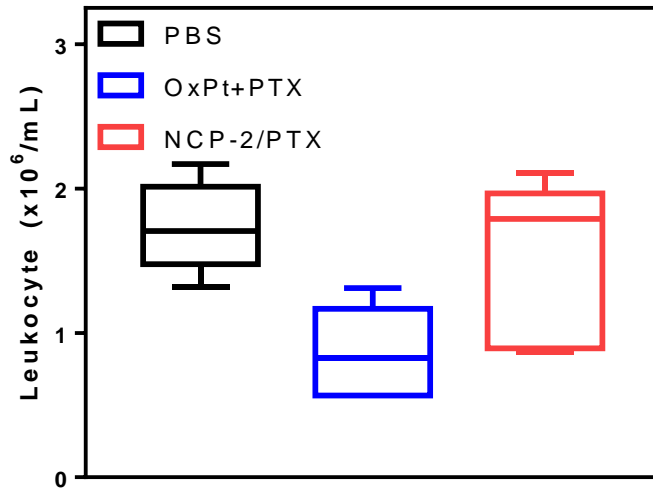 PBS
OxPt+PTX
NCP-2/PTX
Leukocyte (x10⁶/mL)
3
2
1
0